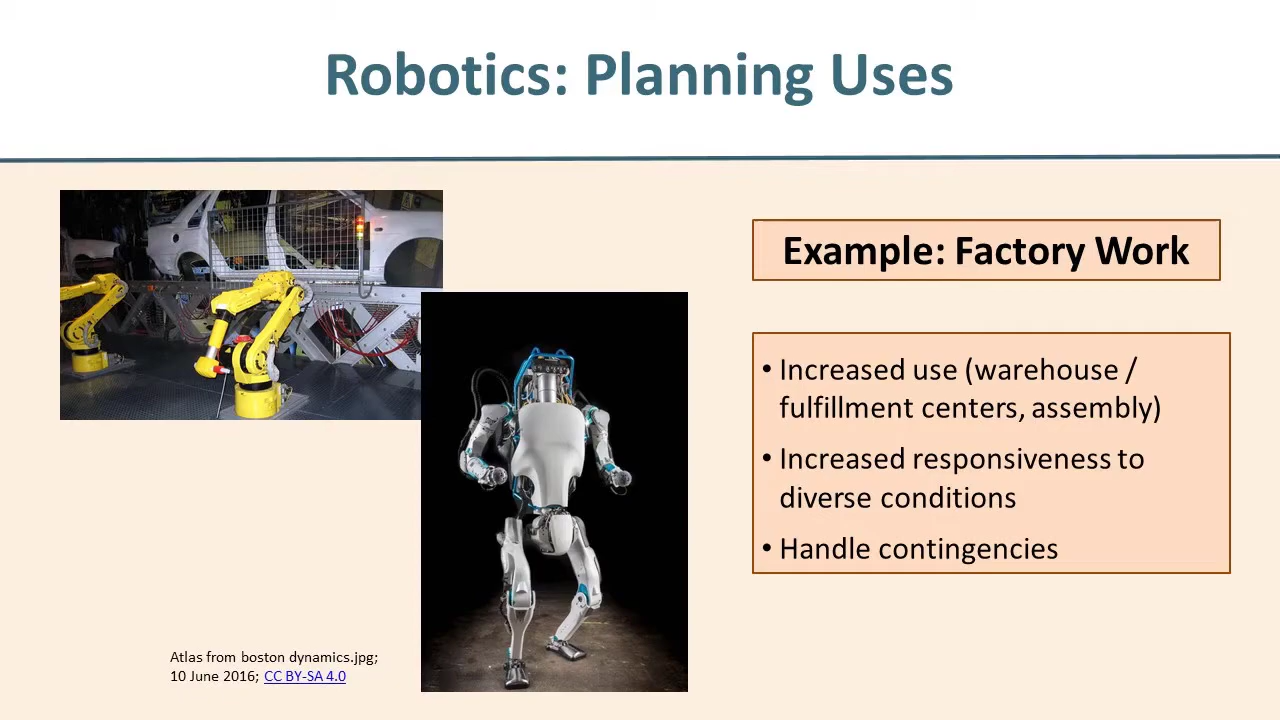 Robotics: Planning Uses
Example: Factory Work
• Increased use (warehouse /
fulfillment centers, assembly)
• Increased responsiveness to
diverse conditions
• Handle contingencies
Atlas from boston dynamics.jpg;
10 June 2016; CC BY-SA 4.0